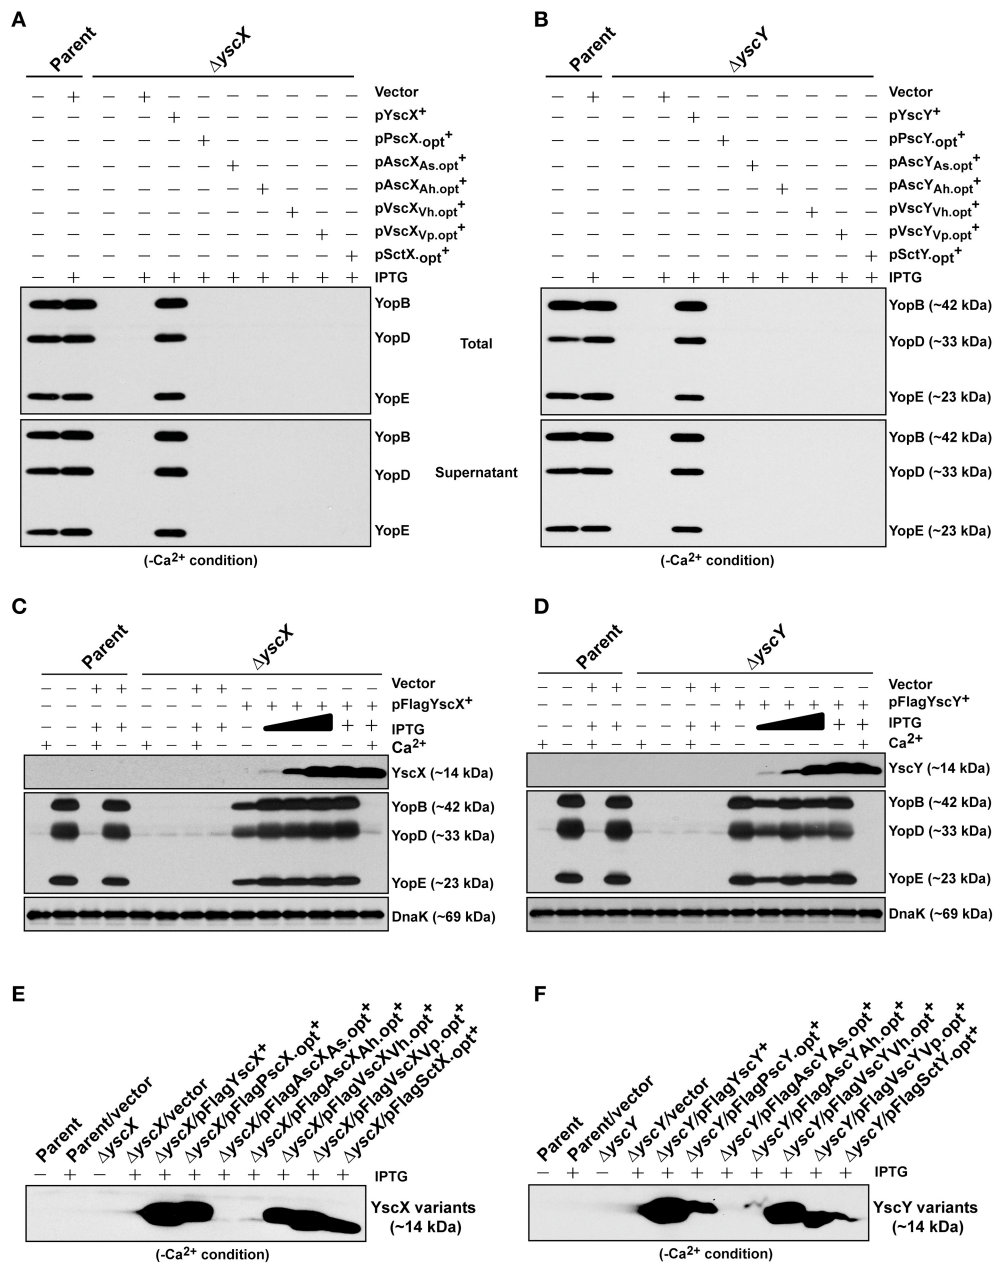 A
Parent
ΔyscX
− + − − − − − − − − − Vector
− − − − + − − − − − − pYscX+
− − − − − + − − − − − pPscX.opt+
− − − − − − + − − − − pAscXAs.opt+
− − − − − − − + − − − pAscXAh.opt+
− − − − − − − − + − − pVscXVh.opt+
− − − − − − − − − + − pVscXVp.opt+
− − − − − − − − − − + pSctX.opt+
− + − + + + + + + + + IPTG
YopB
YopD
YopE
Total
YopB
YopD
YopE
Supernatant
(-Ca2+ condition)
B
Parent
ΔyscY
Vector
pYscY+
pPscY.opt+
pAscYAs.opt+
pAscYAh.opt+
pVscYVh.opt+
pVscYVp.opt+
pSctY.opt+
− + − + + + + + + + + IPTG
YopB (~42 kDa)
YopD (~33 kDa)
YopE (~23 kDa)
YopB (~42 kDa)
YopD (~33 kDa)
YopE (~23 kDa)
(-Ca2+ condition)
C
Parent
ΔyscX
Vector
pFlagYscX+
IPTG
Ca2+
YscX (~14 kDa)
YopB (~42 kDa)
YopD (~33 kDa)
YopE (~23 kDa)
DnaK (~69 kDa)
D
Parent
ΔyscY
Vector
pFlagYscY+
IPTG
Ca2+
YscY (~14 kDa)
YopB (~42 kDa)
YopD (~33 kDa)
YopE (~23 kDa)
DnaK (~69 kDa)
E
Parent
Parent/vector
ΔyscX
ΔyscX/vector
ΔyscX/pFlagYscX+
ΔyscX/pFlagPscX.opt+
ΔyscX/pFlagAscXAs.opt+
ΔyscX/pFlagAscXAh.opt+
ΔyscX/pFlagVscXVh.opt+
ΔyscX/pFlagVscXVp.opt+
ΔyscX/pFlagSctX.opt+
− + − + + + + + + + + IPTG
YscX variants
(~14 kDa)
(-Ca2+ condition)
F
Parent
Parent/vector
ΔyscY
ΔyscY/vector
ΔyscY/pFlagYscY+
ΔyscY/pFlagPscY.opt+
ΔyscY/pFlagAscYAs.opt+
ΔyscY/pFlagAscYAh.opt+
ΔyscY/pFlagVscYVh.opt+
ΔyscY/pFlagVscYVp.opt+
ΔyscY/pFlagSctY.opt+
− + − + + + + + + + + IPTG
YscY variants
(~14 kDa)
(-Ca2+ condition)